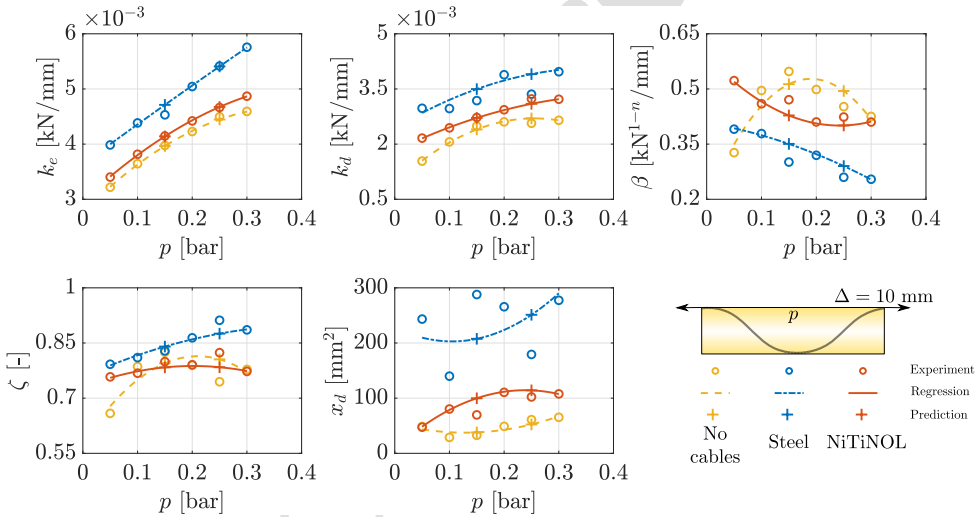 ×10⁻³
6
5
4
3
k_e [kN/mm]
0 0.1 0.2 0.3 0.4
p [bar]
×10⁻³
5
3.5
2
0.5
k_d [kN/mm]
0 0.1 0.2 0.3 0.4
p [bar]
0.65
0.5
0.35
0.2
β [kN¹⁻ⁿ/mm]
0 0.1 0.2 0.3 0.4
p [bar]
1
0.85
0.7
0.55
ζ [-]
0 0.1 0.2 0.3 0.4
p [bar]
300
200
100
0
x_d [mm²]
0 0.1 0.2 0.3 0.4
p [bar]
Δ = 10 mm
p
Experiment
Regression
Prediction
No cables
Steel
NiTiNOL